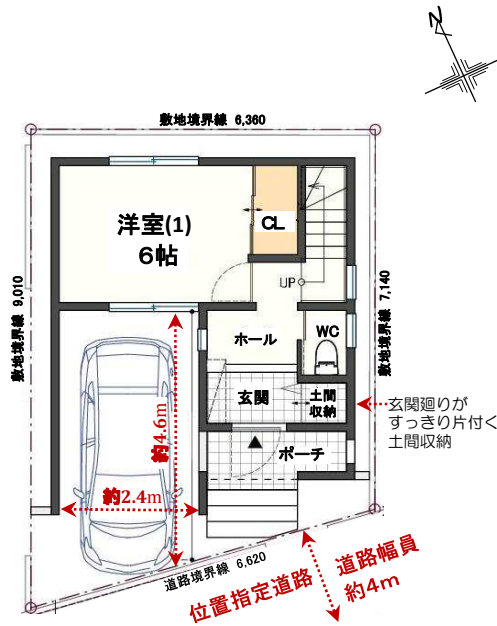 N
敷地境界線 6,360
洋室(1)
6帖
CL
UP
敷地境界線 9,010
敷地境界線 7,140
ホール
WC
玄関
土間
収納
玄関廻りが
すっきり片付く
土間収納
約4.6m
約2.4m
ポーチ
道路境界線 6,620
位置指定道路
道路幅員
約4m